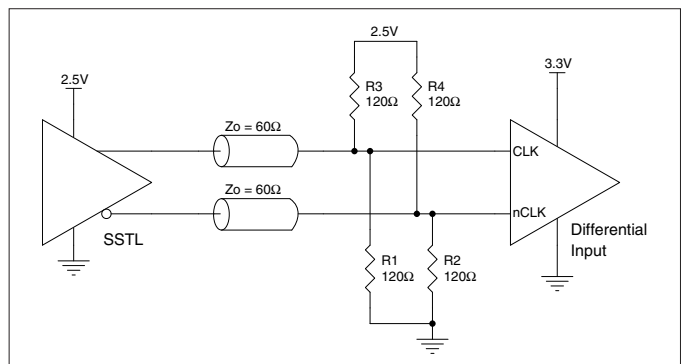 2.5V
3.3V
2.5V
R3
120Ω
R4
120Ω
Zo = 60Ω
CLK
Zo = 60Ω
nCLK
SSTL
Differential
Input
R1
120Ω
R2
120Ω